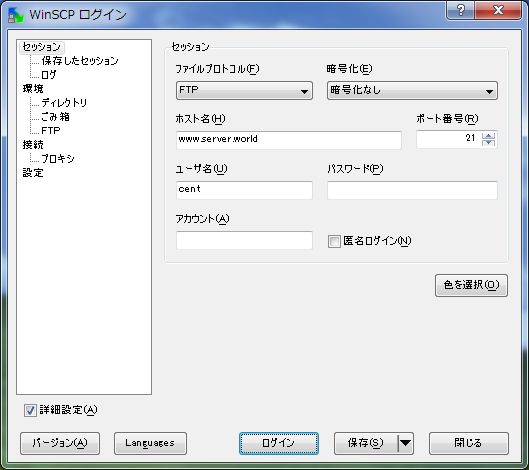 WinSCP ログイン
セッション
保存したセッション
ログ
環境
ディレクトリ
ごみ箱
FTP
接続
プロキシ
設定
セッション
ファイルプロトコル(F) 暗号化(E)
FTP 暗号化なし
ホスト名(H) ポート番号(R)
www.server.world 21
ユーザ名(U) パスワード(P)
cent
アカウント(A)
匿名ログイン(N)
色を選択(O)
詳細設定(A)
バージョン(A) Languages ログイン 保存(S) 閉じる